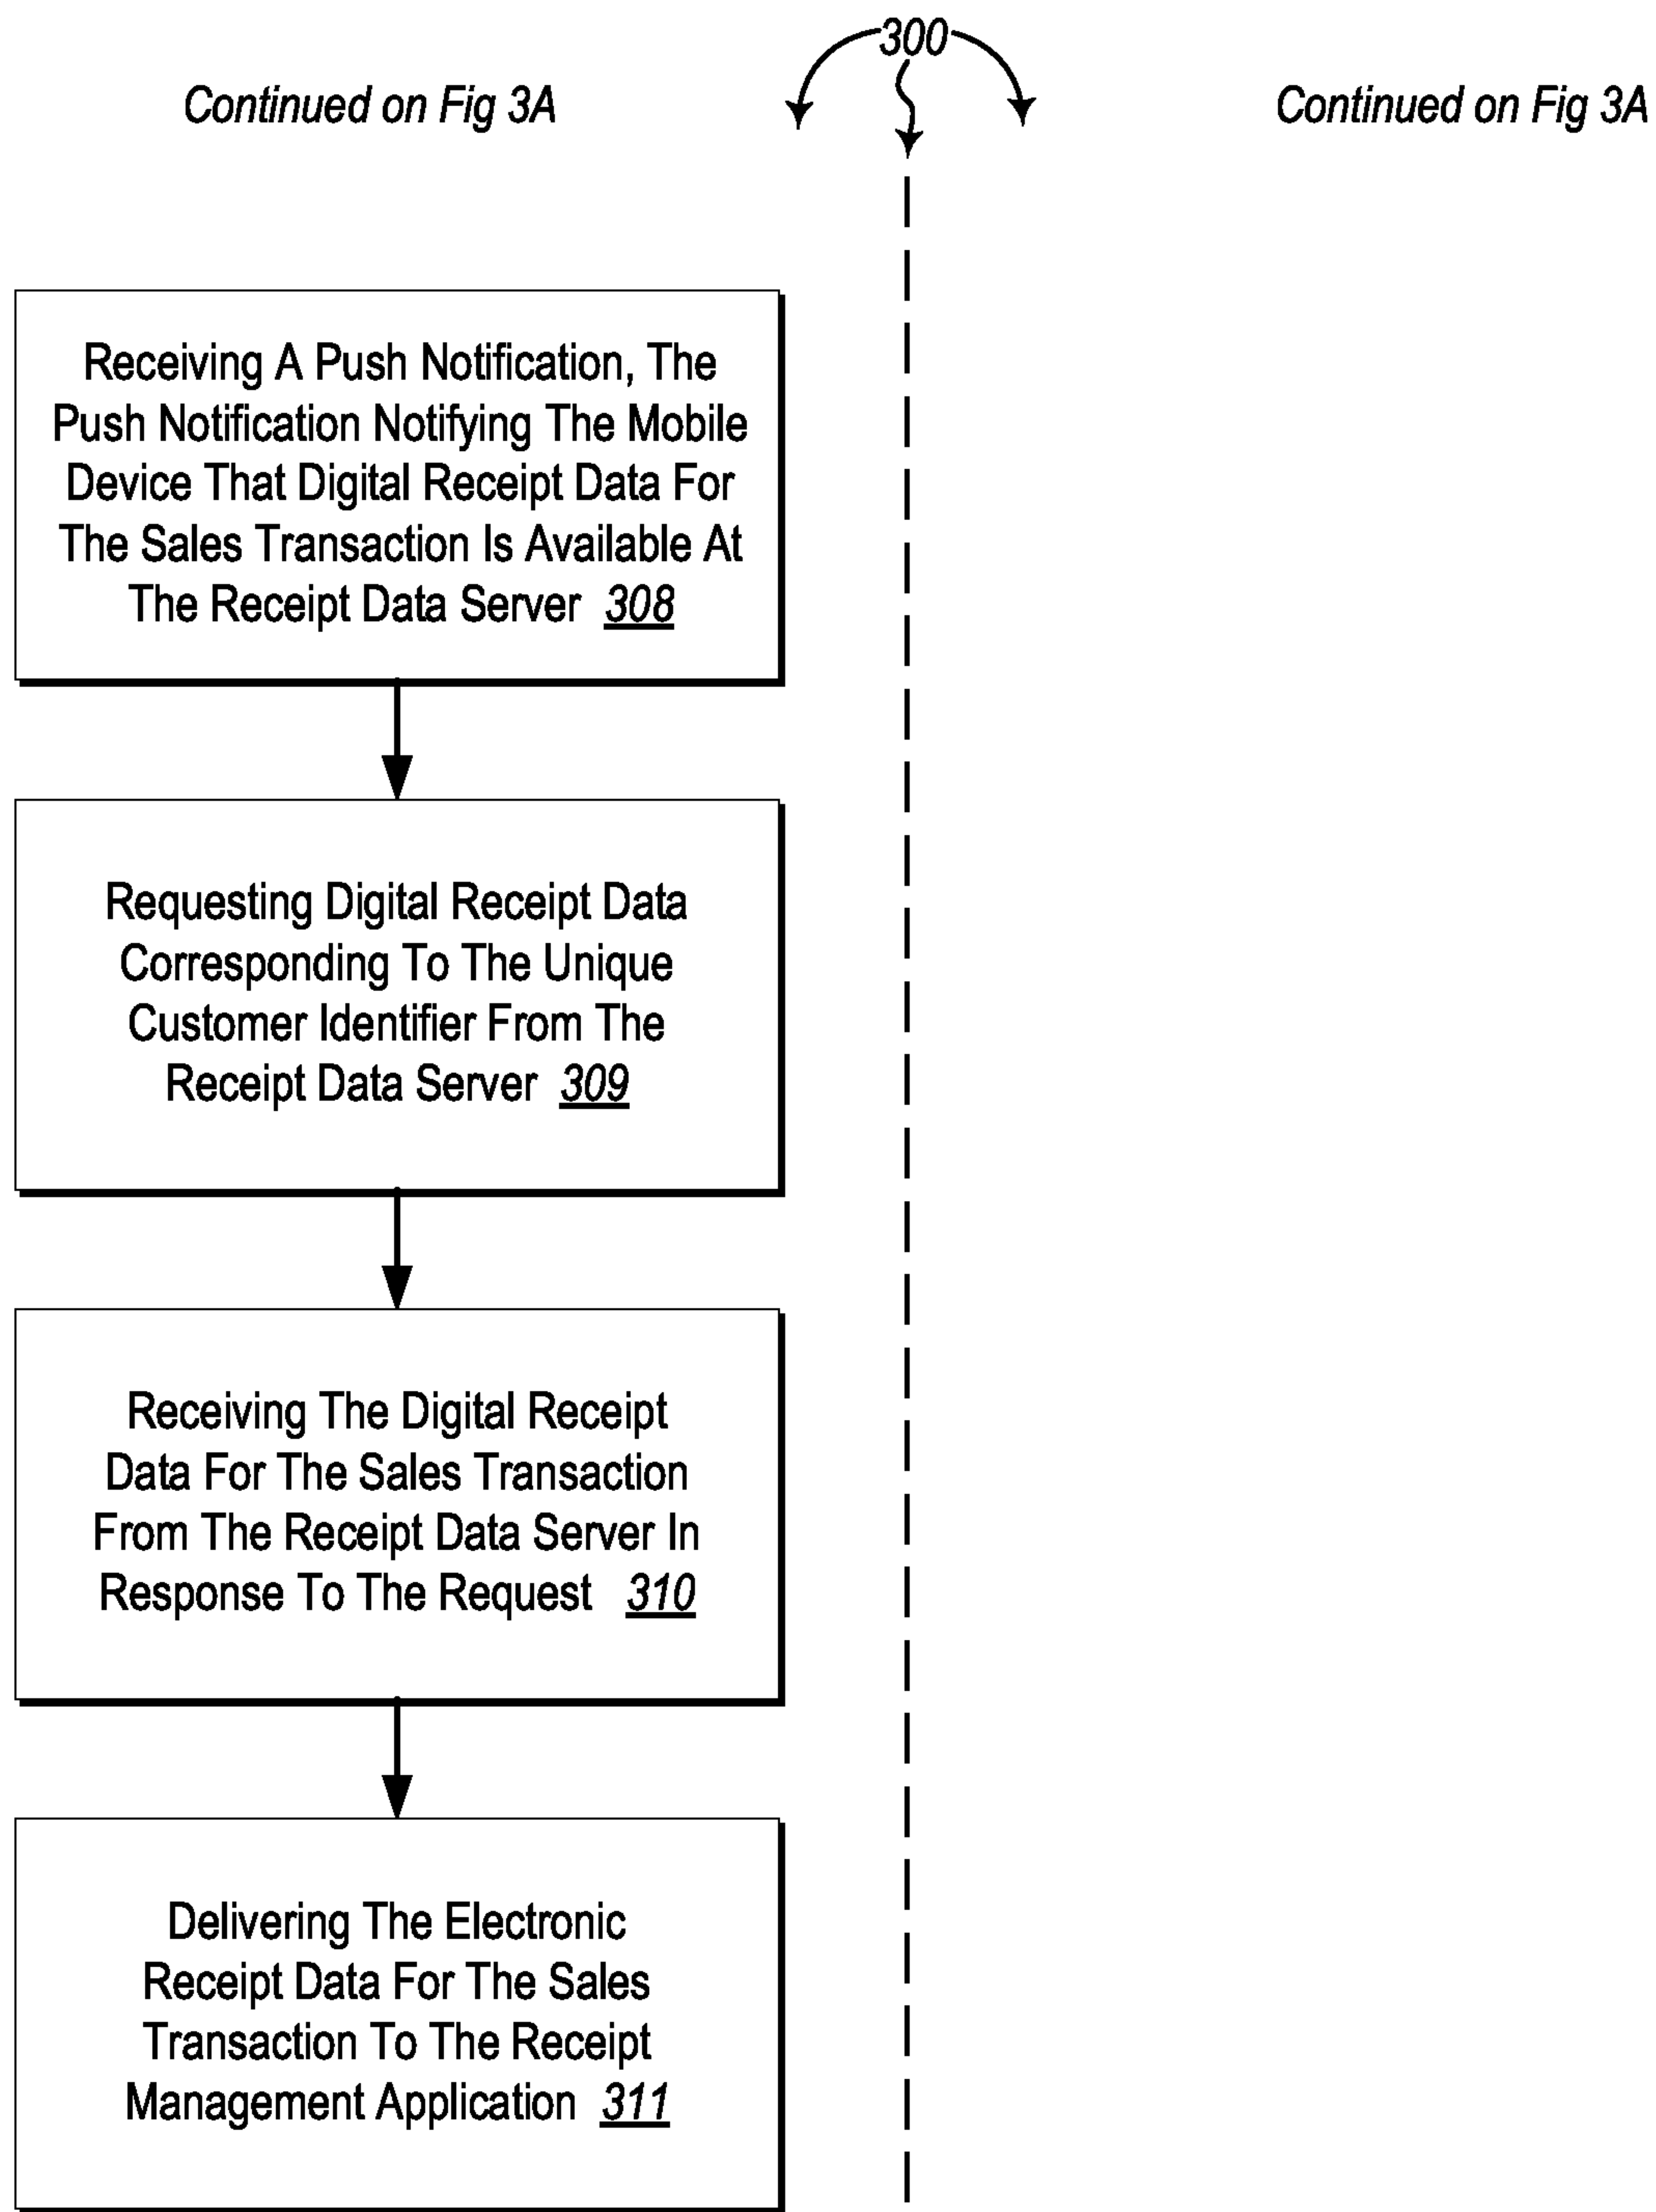 300
Continued on Fig 3A
Continued on Fig 3A
Receiving A Push Notification, The
Push Notification Notifying The Mobile
Device That Digital Receipt Data For
The Sales Transaction Is Available At
The Receipt Data Server 308
Requesting Digital Receipt Data
Corresponding To The Unique
Customer Identifier From The
Receipt Data Server 309
Receiving The Digital Receipt
Data For The Sales Transaction
From The Receipt Data Server In
Response To The Request 310
Delivering The Electronic
Receipt Data For The Sales
Transaction To The Receipt
Management Application 311